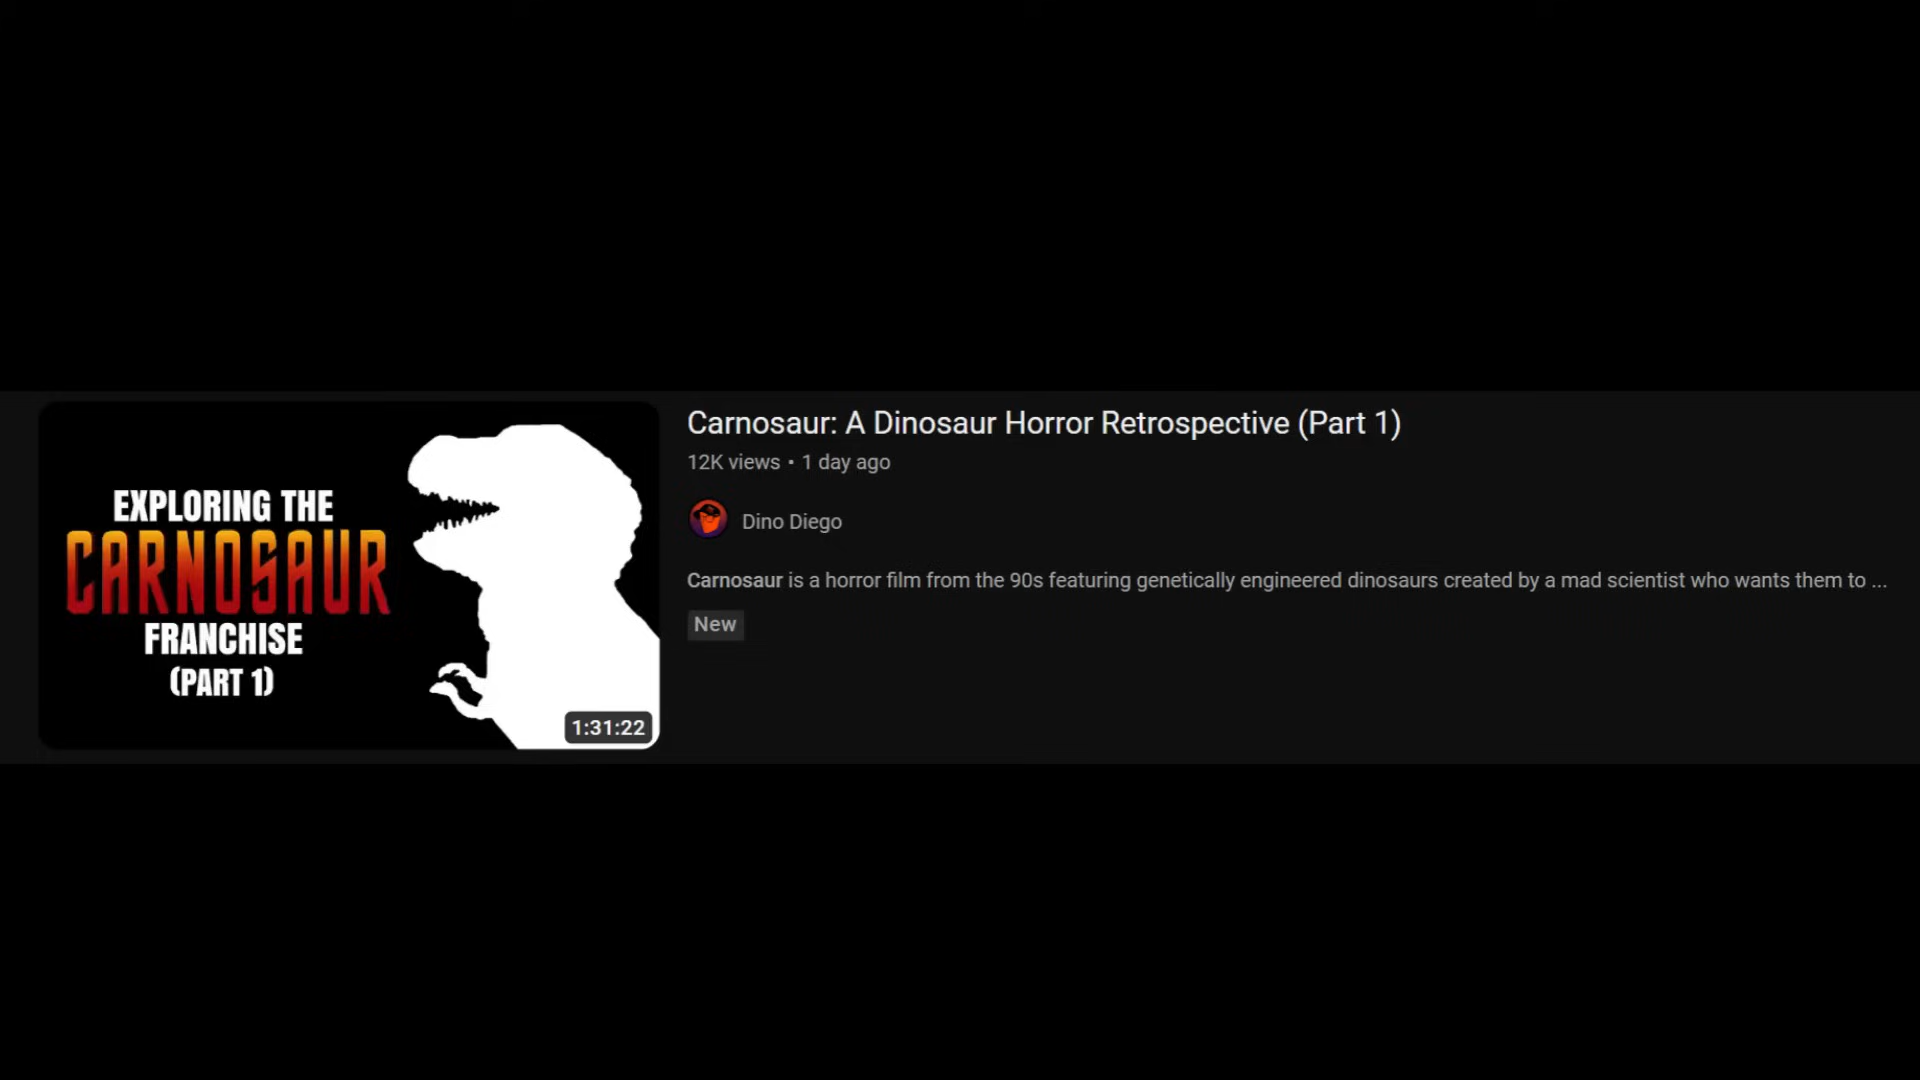 EXPLORING THE
CARNOSAUR
FRANCHISE
(PART 1)
1:31:22
Carnosaur: A Dinosaur Horror Retrospective (Part 1)
12K views • 1 day ago
Dino Diego
Carnosaur is a horror film from the 90s featuring genetically engineered dinosaurs created by a mad scientist who wants them to ...
New